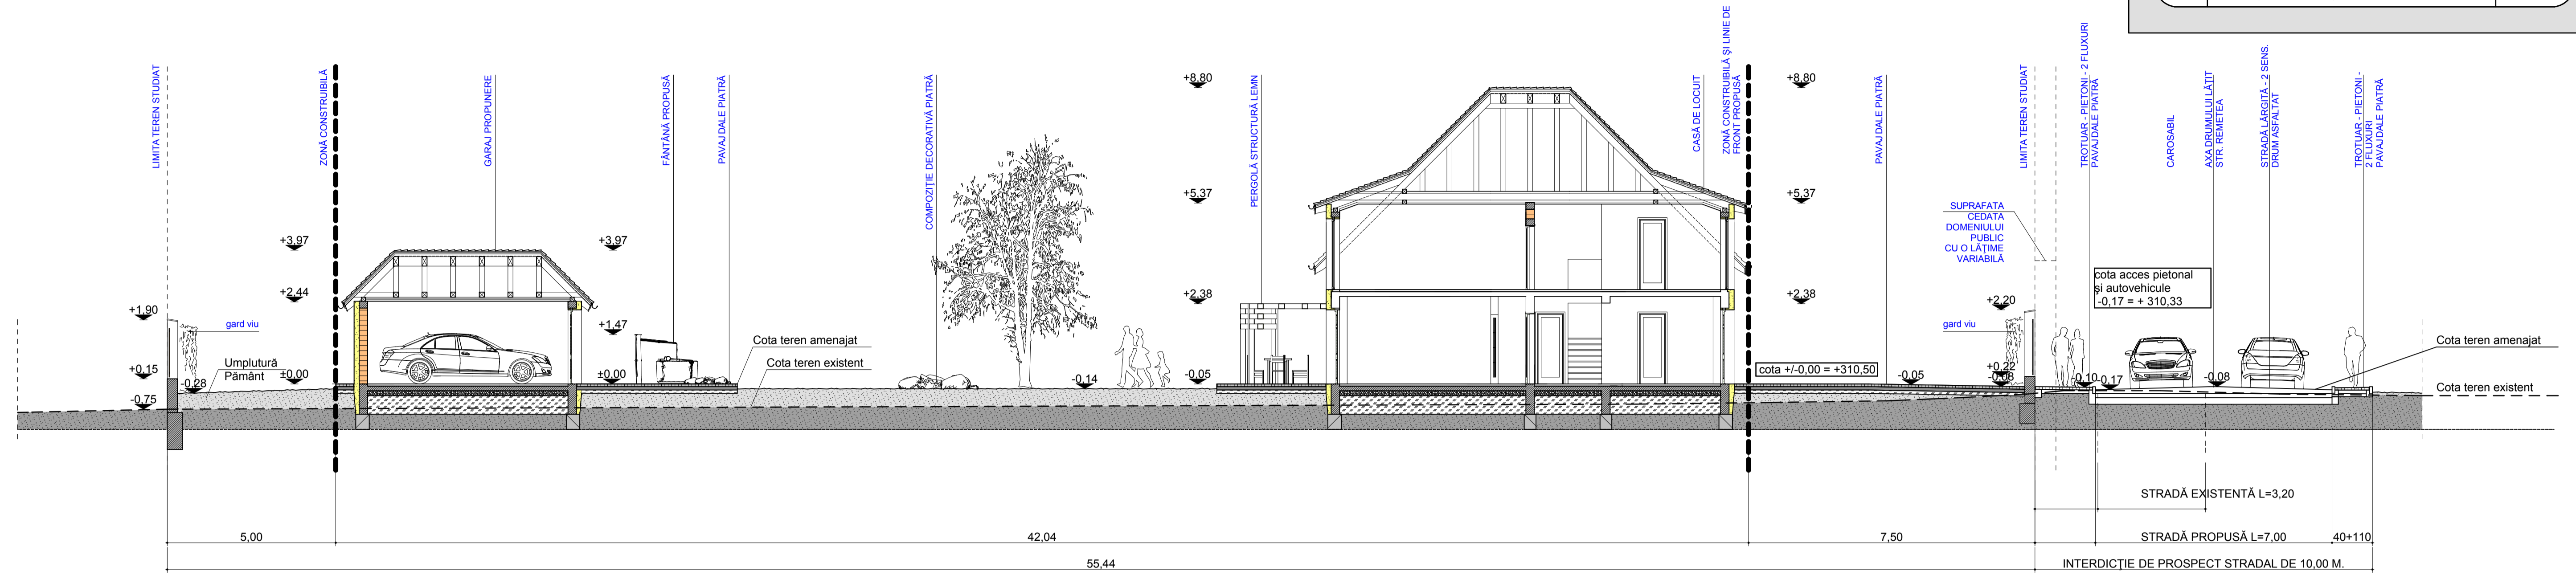 LIMITA TEREN STUDIAT
ZONĂ CONSTRUIBILĂ
GARAJ PROPUNERE
FÂNTÂNĂ PROPUSĂ
PAVAJ DALE PIATRĂ
COMPOZIŢIE DECORATIVĂ PIATRĂ
+8,80
PERGOLĂ STRUCTURĂ LEMN
CASĂ DE LOCUIT
ZONĂ CONSTRUIBILĂ ŞI LINIE DE
FRONT PROPUSĂ
+8,80
PAVAJ DALE PIATRĂ
LIMITA TEREN STUDIAT
TROTUAR - PIETONI - 2 FLUXURI
PAVAJ DALE PIATRĂ
CAROSABIL
AXA DRUMULUI LĂŢIT
STR. REMETEA
STRADĂ LĂRGITĂ - 2 SENS.
DRUM ASFALTAT
TROTUAR - PIETONI -
2 FLUXURI
PAVAJ DALE PIATRĂ
+5,37
+5,37
SUPRAFATA
CEDATA
DOMENIULUI
PUBLIC
CU O LĂŢIME
VARIABILĂ
+3,97
+3,97
cota acces pietonal
şi autovehicule
-0,17 = + 310,33
+2,44
+2,38
+2,38
+2,20
+1,90
gard viu
+1,47
gard viu
Cota teren amenajat
Cota teren amenajat
Umplutură
Pământ
Cota teren existent
+0,15
-0,28
±0,00
±0,00
-0,14
-0,05
cota +/-0,00 = +310,50
-0,05
+0,22
-0,08
-0,10
-0,17
-0,08
Cota teren existent
-0,75
STRADĂ EXISTENTĂ L=3,20
5,00
42,04
7,50
STRADĂ PROPUSĂ L=7,00
40+110
55,44
INTERDICŢIE DE PROSPECT STRADAL DE 10,00 M.